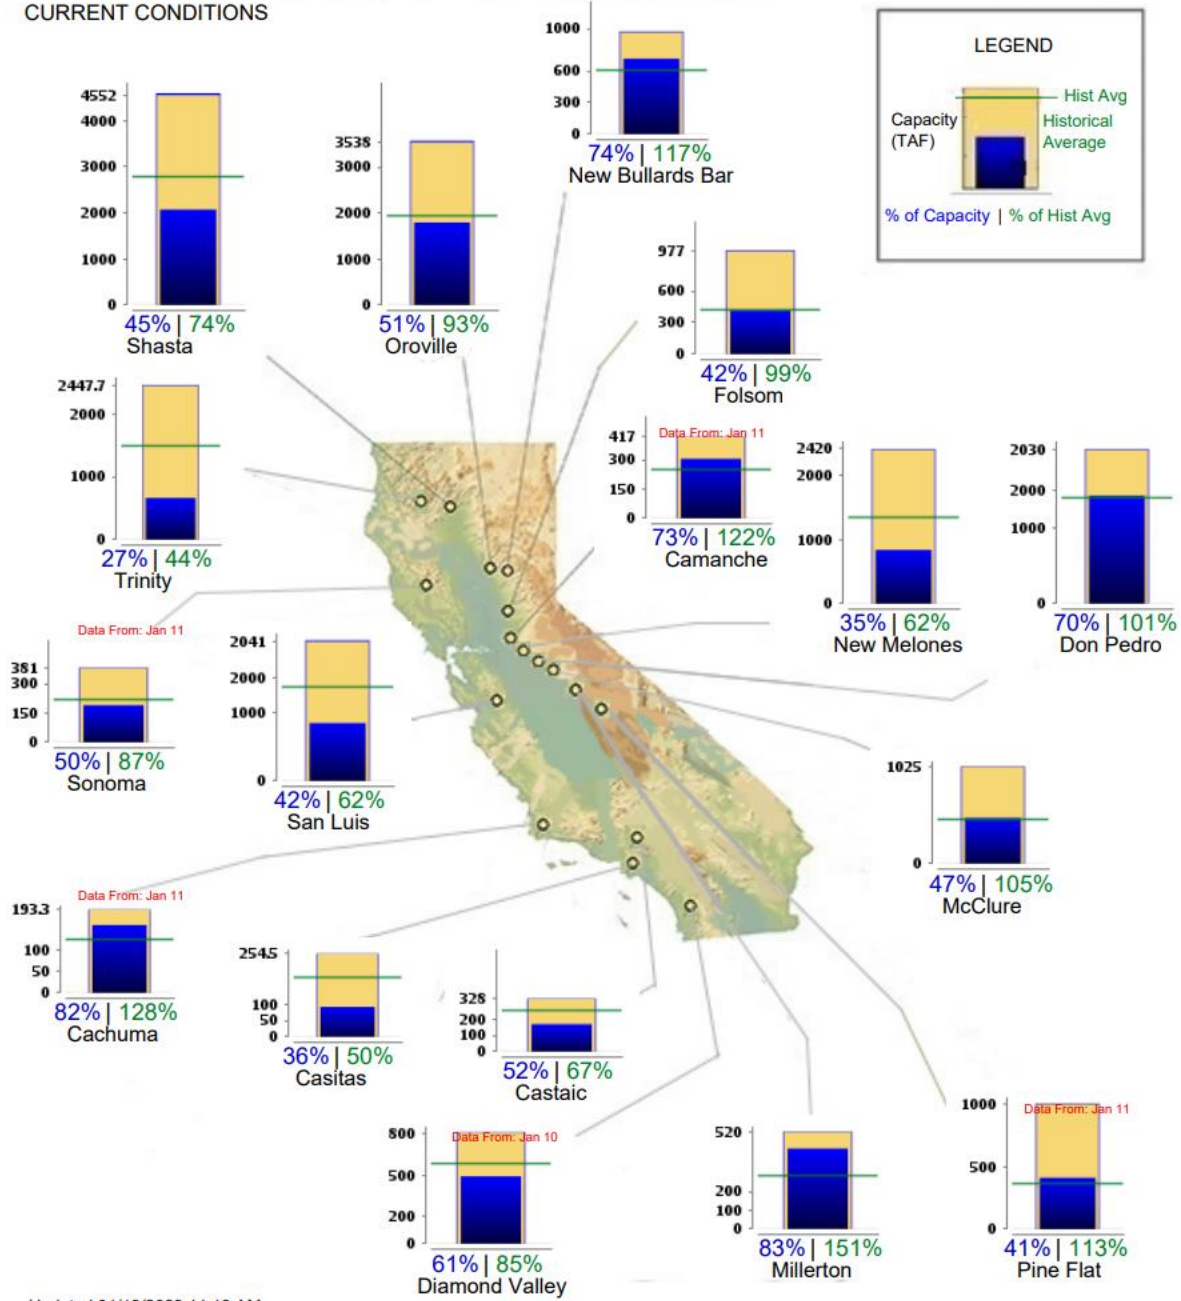 CURRENT CONDITIONS
LEGEND
Capacity
(TAF)
Hist Avg
Historical
Average
% of Capacity | % of Hist Avg
4552
4000
3000
2000
1000
0
45% | 74%
Shasta
3538
3000
2000
1000
0
51% | 93%
Oroville
1000
600
300
0
74% | 117%
New Bullards Bar
977
600
300
0
42% | 99%
Folsom
2447.7
2000
1000
0
27% | 44%
Trinity
Data From: Jan 11
417
300
150
0
73% | 122%
Camanche
2420
2000
1000
0
35% | 62%
New Melones
2030
2000
1000
0
70% | 101%
Don Pedro
Data From: Jan 11
381
300
150
0
50% | 87%
Sonoma
2041
2000
1000
0
42% | 62%
San Luis
1025
0
47% | 105%
McClure
Data From: Jan 11
193.3
100
50
0
82% | 128%
Cachuma
254.5
100
50
0
36% | 50%
Casitas
328
200
100
0
52% | 67%
Castaic
800
Data From: Jan 10
500
200
0
61% | 85%
Diamond Valley
520
200
100
0
83% | 151%
Millerton
1000
Data From: Jan 11
500
0
41% | 113%
Pine Flat